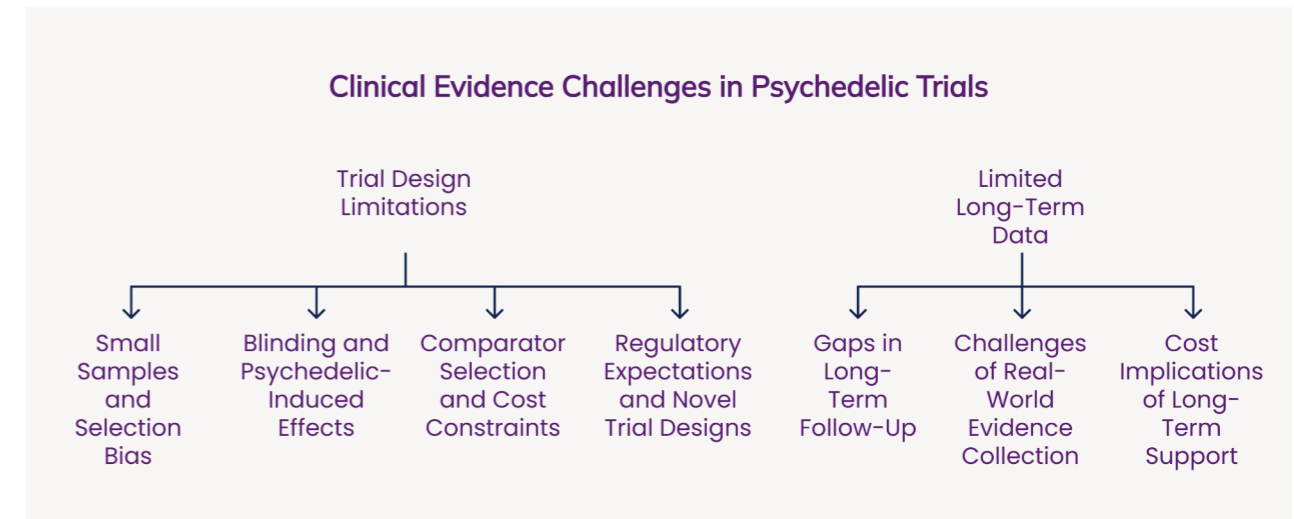 Clinical Evidence Challenges in Psychedelic Trials
Trial Design
Limitations
Limited
Long-Term
Data
Small
Samples
and
Selection
Bias
Blinding and
Psychedelic-
Induced
Effects
Comparator
Selection
and Cost
Constraints
Regulatory
Expectations
and Novel
Trial Designs
Gaps in
Long-
Term
Follow-Up
Challenges
of Real-
World
Evidence
Collection
Cost
Implications
of Long-
Term
Support